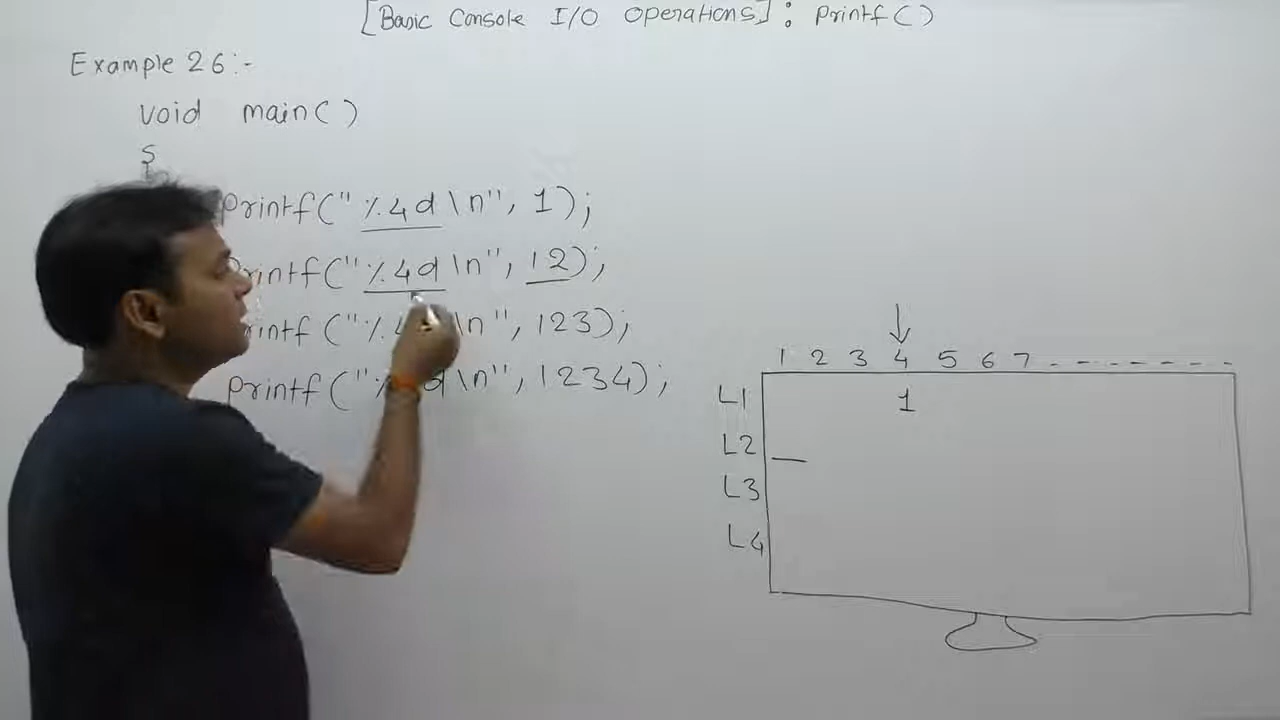 [Basic Console I/O Operations]: Printf()
Example 26:-
void main()
{
Printf("%4d\n", 1);
Printf("%4d\n", 12);
Printf("%4d\n", 123);
Printf("% d\n", 1234);
1 2 3 4 5 6 7 - - - - - -
L1 1
L2
L3
L4